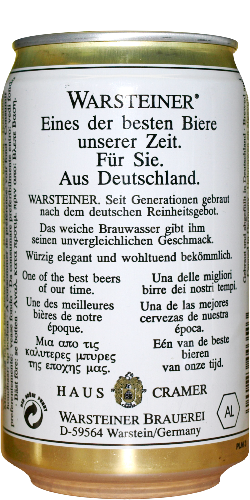 WARSTEINER®
Eines der besten Biere
unserer Zeit.
Für Sie.
Aus Deutschland.
WARSTEINER. Seit Generationen gebraut
nach dem deutschen Reinheitsgebot.
Das weiche Brauwasser gibt ihm
seinen unvergleichlichen Geschmack.
Würzig elegant und wohltuend bekömmlich.
One of the best beers
of our time.
Une des meilleures
bières de notre
époque.
Μια απο τις
καλυτερες μπυρες
της εποχης μας.
Una delle migliori
birre dei nostri tempi.
Una de las mejores
cervezas de nuestra
época.
Eén van de beste
bieren
van onze tijd.
HAUS CRAMER
WARSTEINER BRAUEREI
D-59564 Warstein/Germany
AL